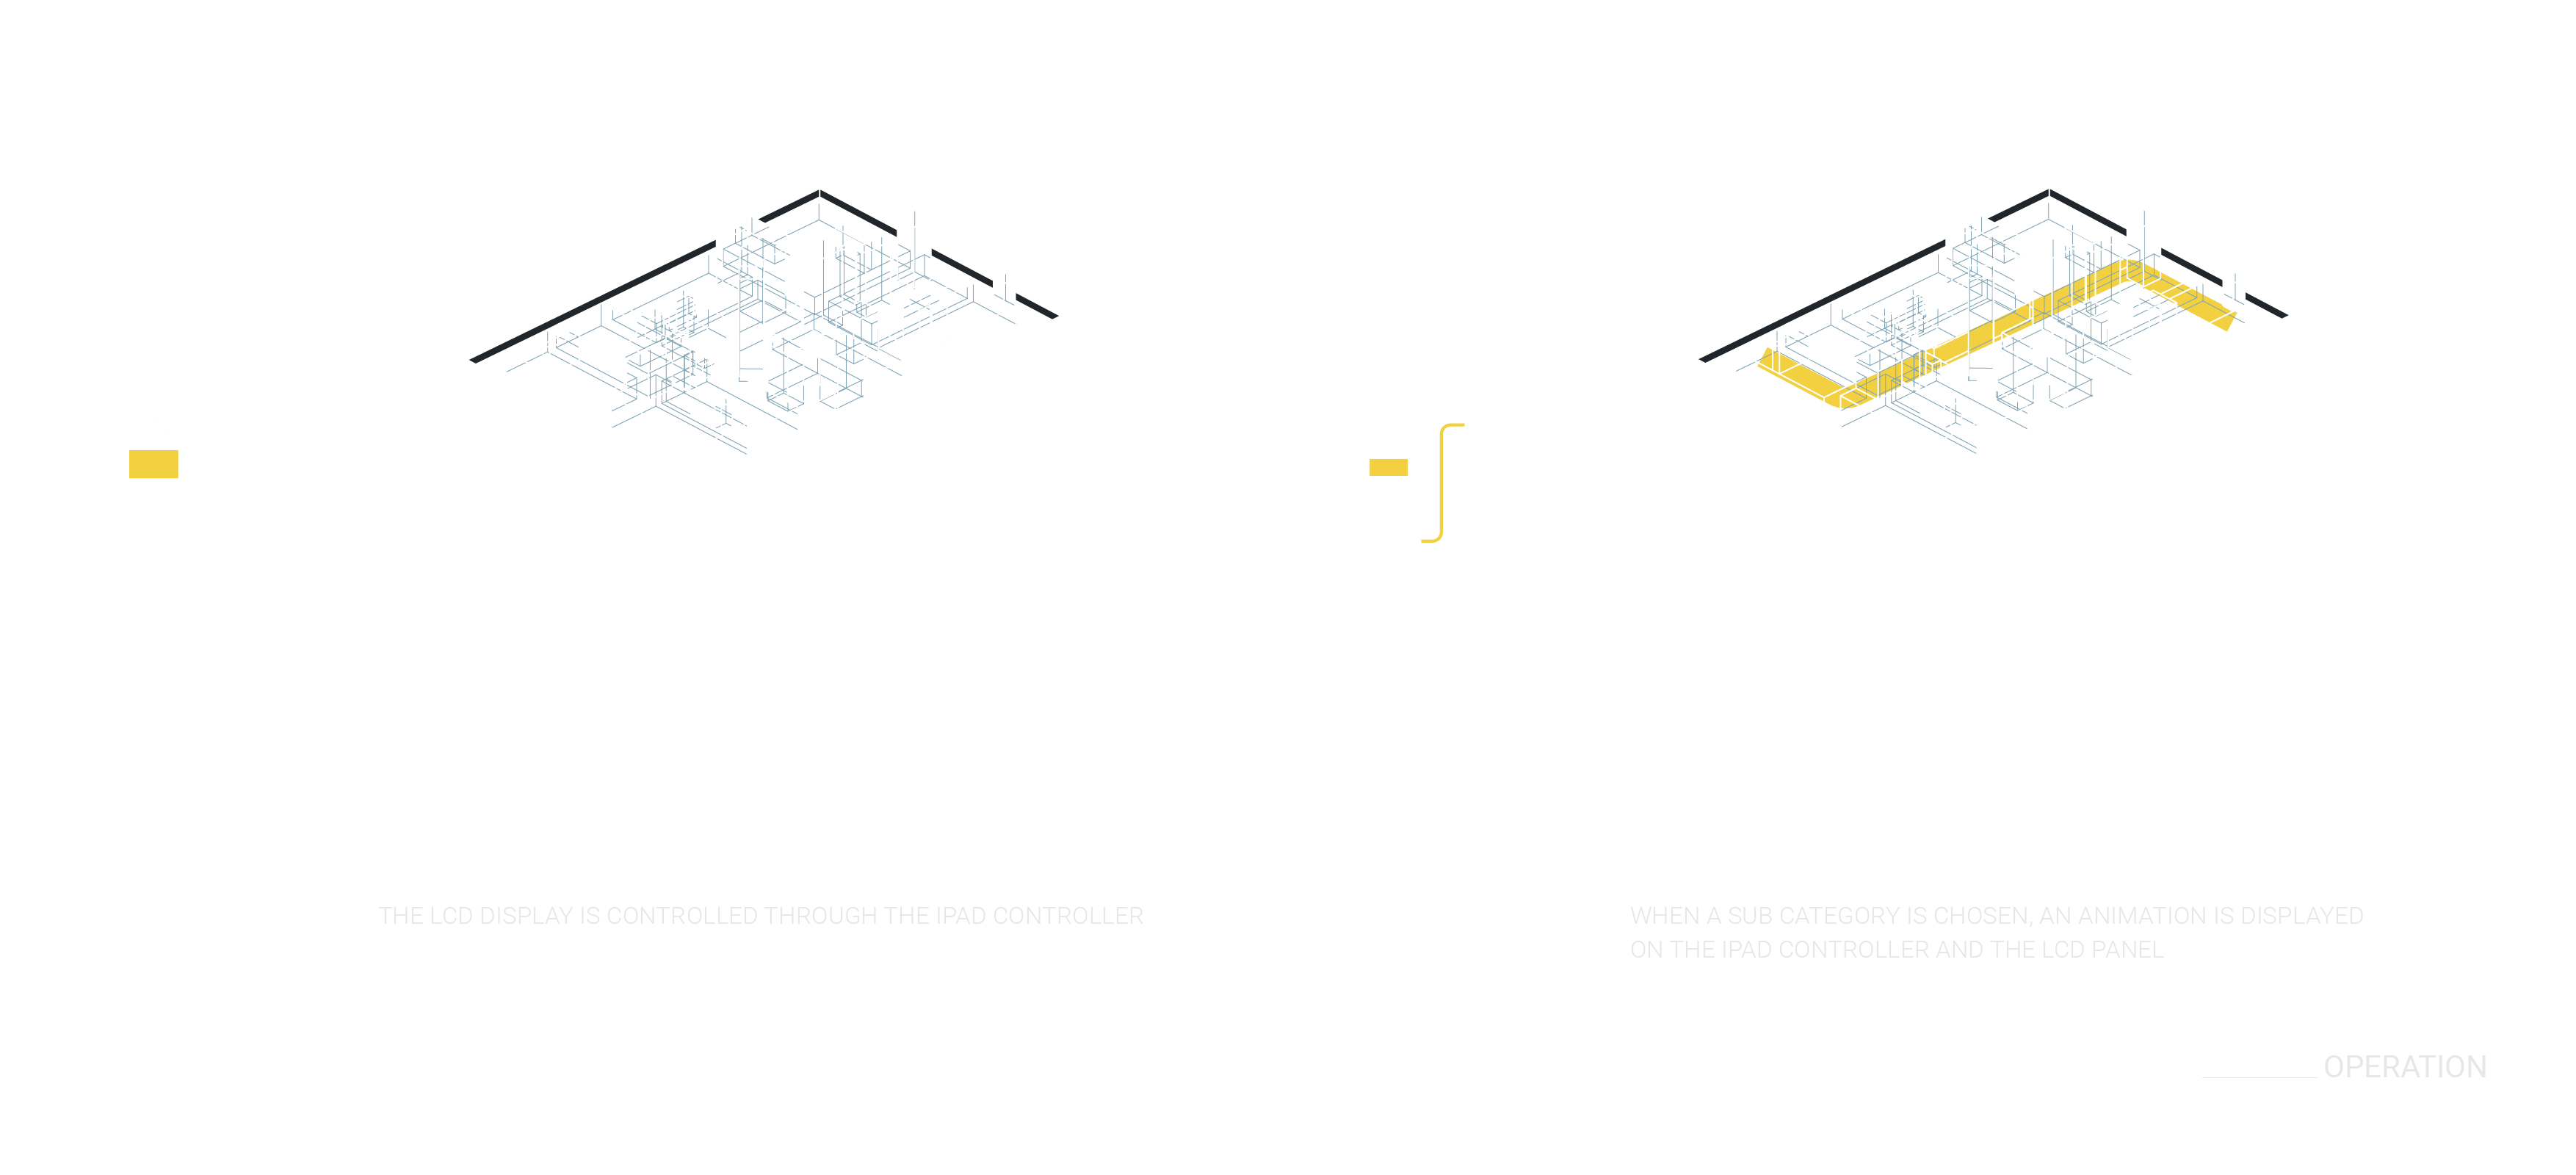 THE LCD DISPLAY IS CONTROLLED THROUGH THE IPAD CONTROLLER
WHEN A SUB CATEGORY IS CHOSEN, AN ANIMATION IS DISPLAYED
ON THE IPAD CONTROLLER AND THE LCD PANEL
OPERATION